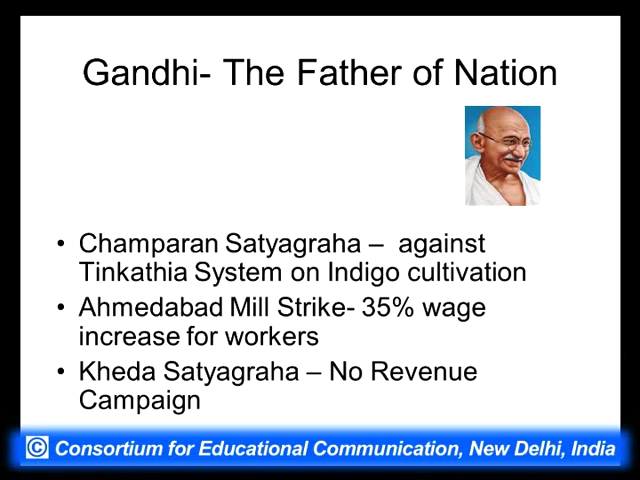 Gandhi- The Father of Nation
• Champaran Satyagraha – against
Tinkathia System on Indigo cultivation
• Ahmedabad Mill Strike- 35% wage
increase for workers
• Kheda Satyagraha – No Revenue
Campaign
© Consortium for Educational Communication, New Delhi, India